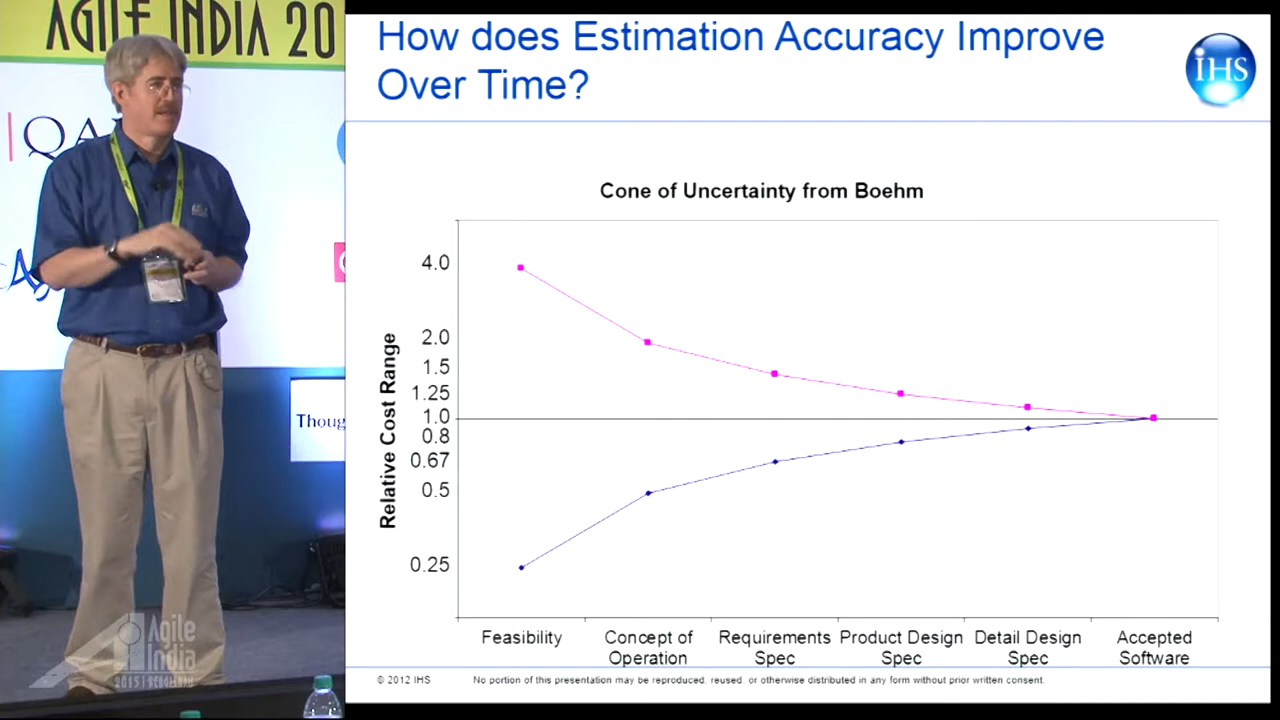 AGILE INDIA 20
How does Estimation Accuracy Improve
Over Time?
IHS
QA
Cone of Uncertainty from Boehm
Relative Cost Range
4.0
2.0
1.5
1.25
1.0
0.8
0.67
0.5
0.25
Thoug
Feasibility
Concept of
Operation
Requirements
Spec
Product Design
Spec
Detail Design
Spec
Accepted
Software
Agile
India
2015 | BENGALURU
© 2012 IHS
No portion of this presentation may be reproduced, reused, or otherwise distributed in any form without prior written consent.